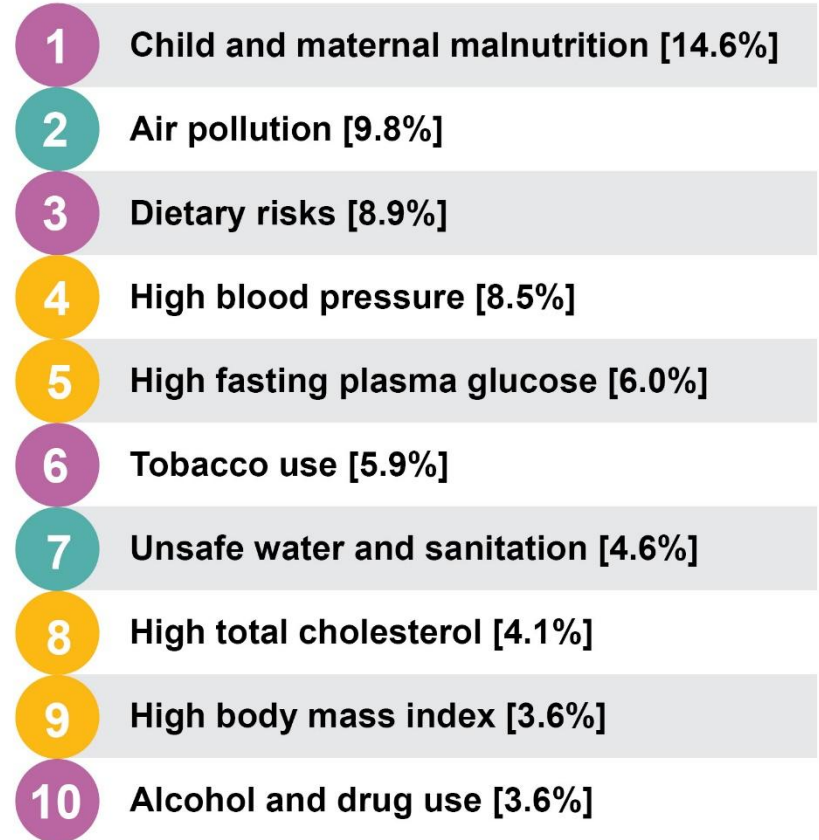 1 Child and maternal malnutrition [14.6%]
2 Air pollution [9.8%]
3 Dietary risks [8.9%]
4 High blood pressure [8.5%]
5 High fasting plasma glucose [6.0%]
6 Tobacco use [5.9%]
7 Unsafe water and sanitation [4.6%]
8 High total cholesterol [4.1%]
9 High body mass index [3.6%]
10 Alcohol and drug use [3.6%]